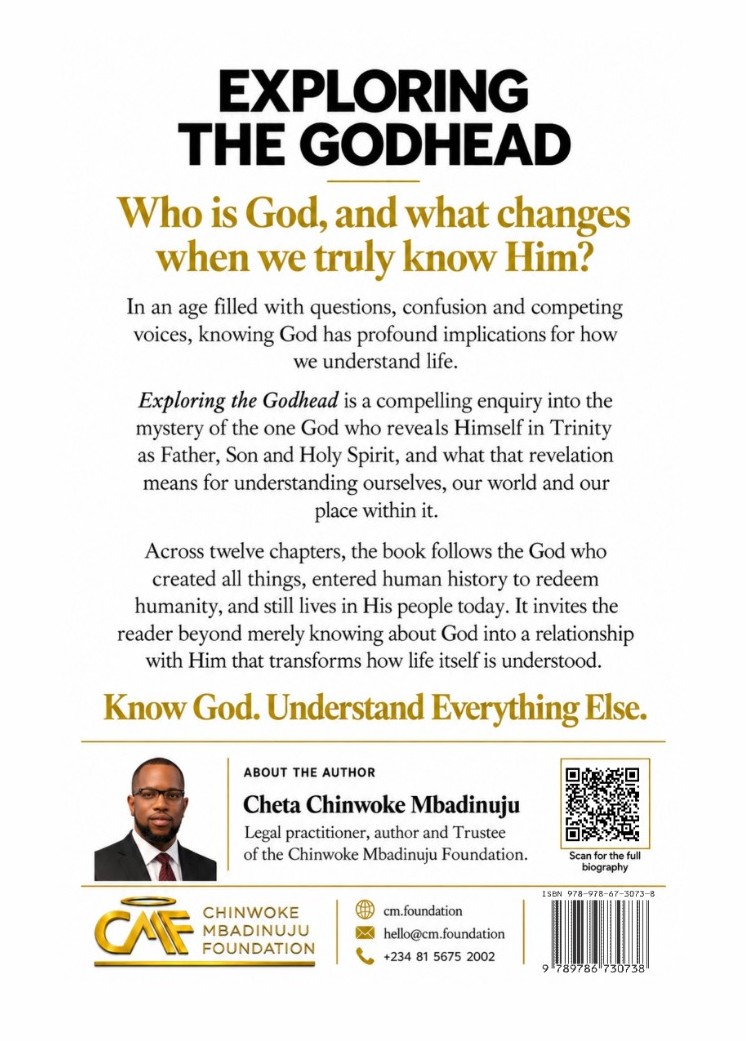 EXPLORING
THE GODHEAD
Who is God, and what changes
when we truly know Him?
In an age filled with questions, confusion and competing
voices, knowing God has profound implications for how
we understand life.
Exploring the Godhead is a compelling enquiry into the
mystery of the one God who reveals Himself in Trinity
as Father, Son and Holy Spirit, and what that revelation
means for understanding ourselves, our world and our
place within it.
Across twelve chapters, the book follows the God who
created all things, entered human history to redeem
humanity, and still lives in His people today. It invites the
reader beyond merely knowing about God into a relationship
with Him that transforms how life itself is understood.
Know God. Understand Everything Else.
ABOUT THE AUTHOR
Cheta Chinwoke Mbadinuju
Legal practitioner, author and Trustee
of the Chinwoke Mbadinuju Foundation.
Scan for the full
biography
CMF
CHINWOKE
MBADINUJU
FOUNDATION
cm.foundation
hello@cm.foundation
+234 81 5675 2002
ISBN 978-978-67-3073-8
9 789786 730738